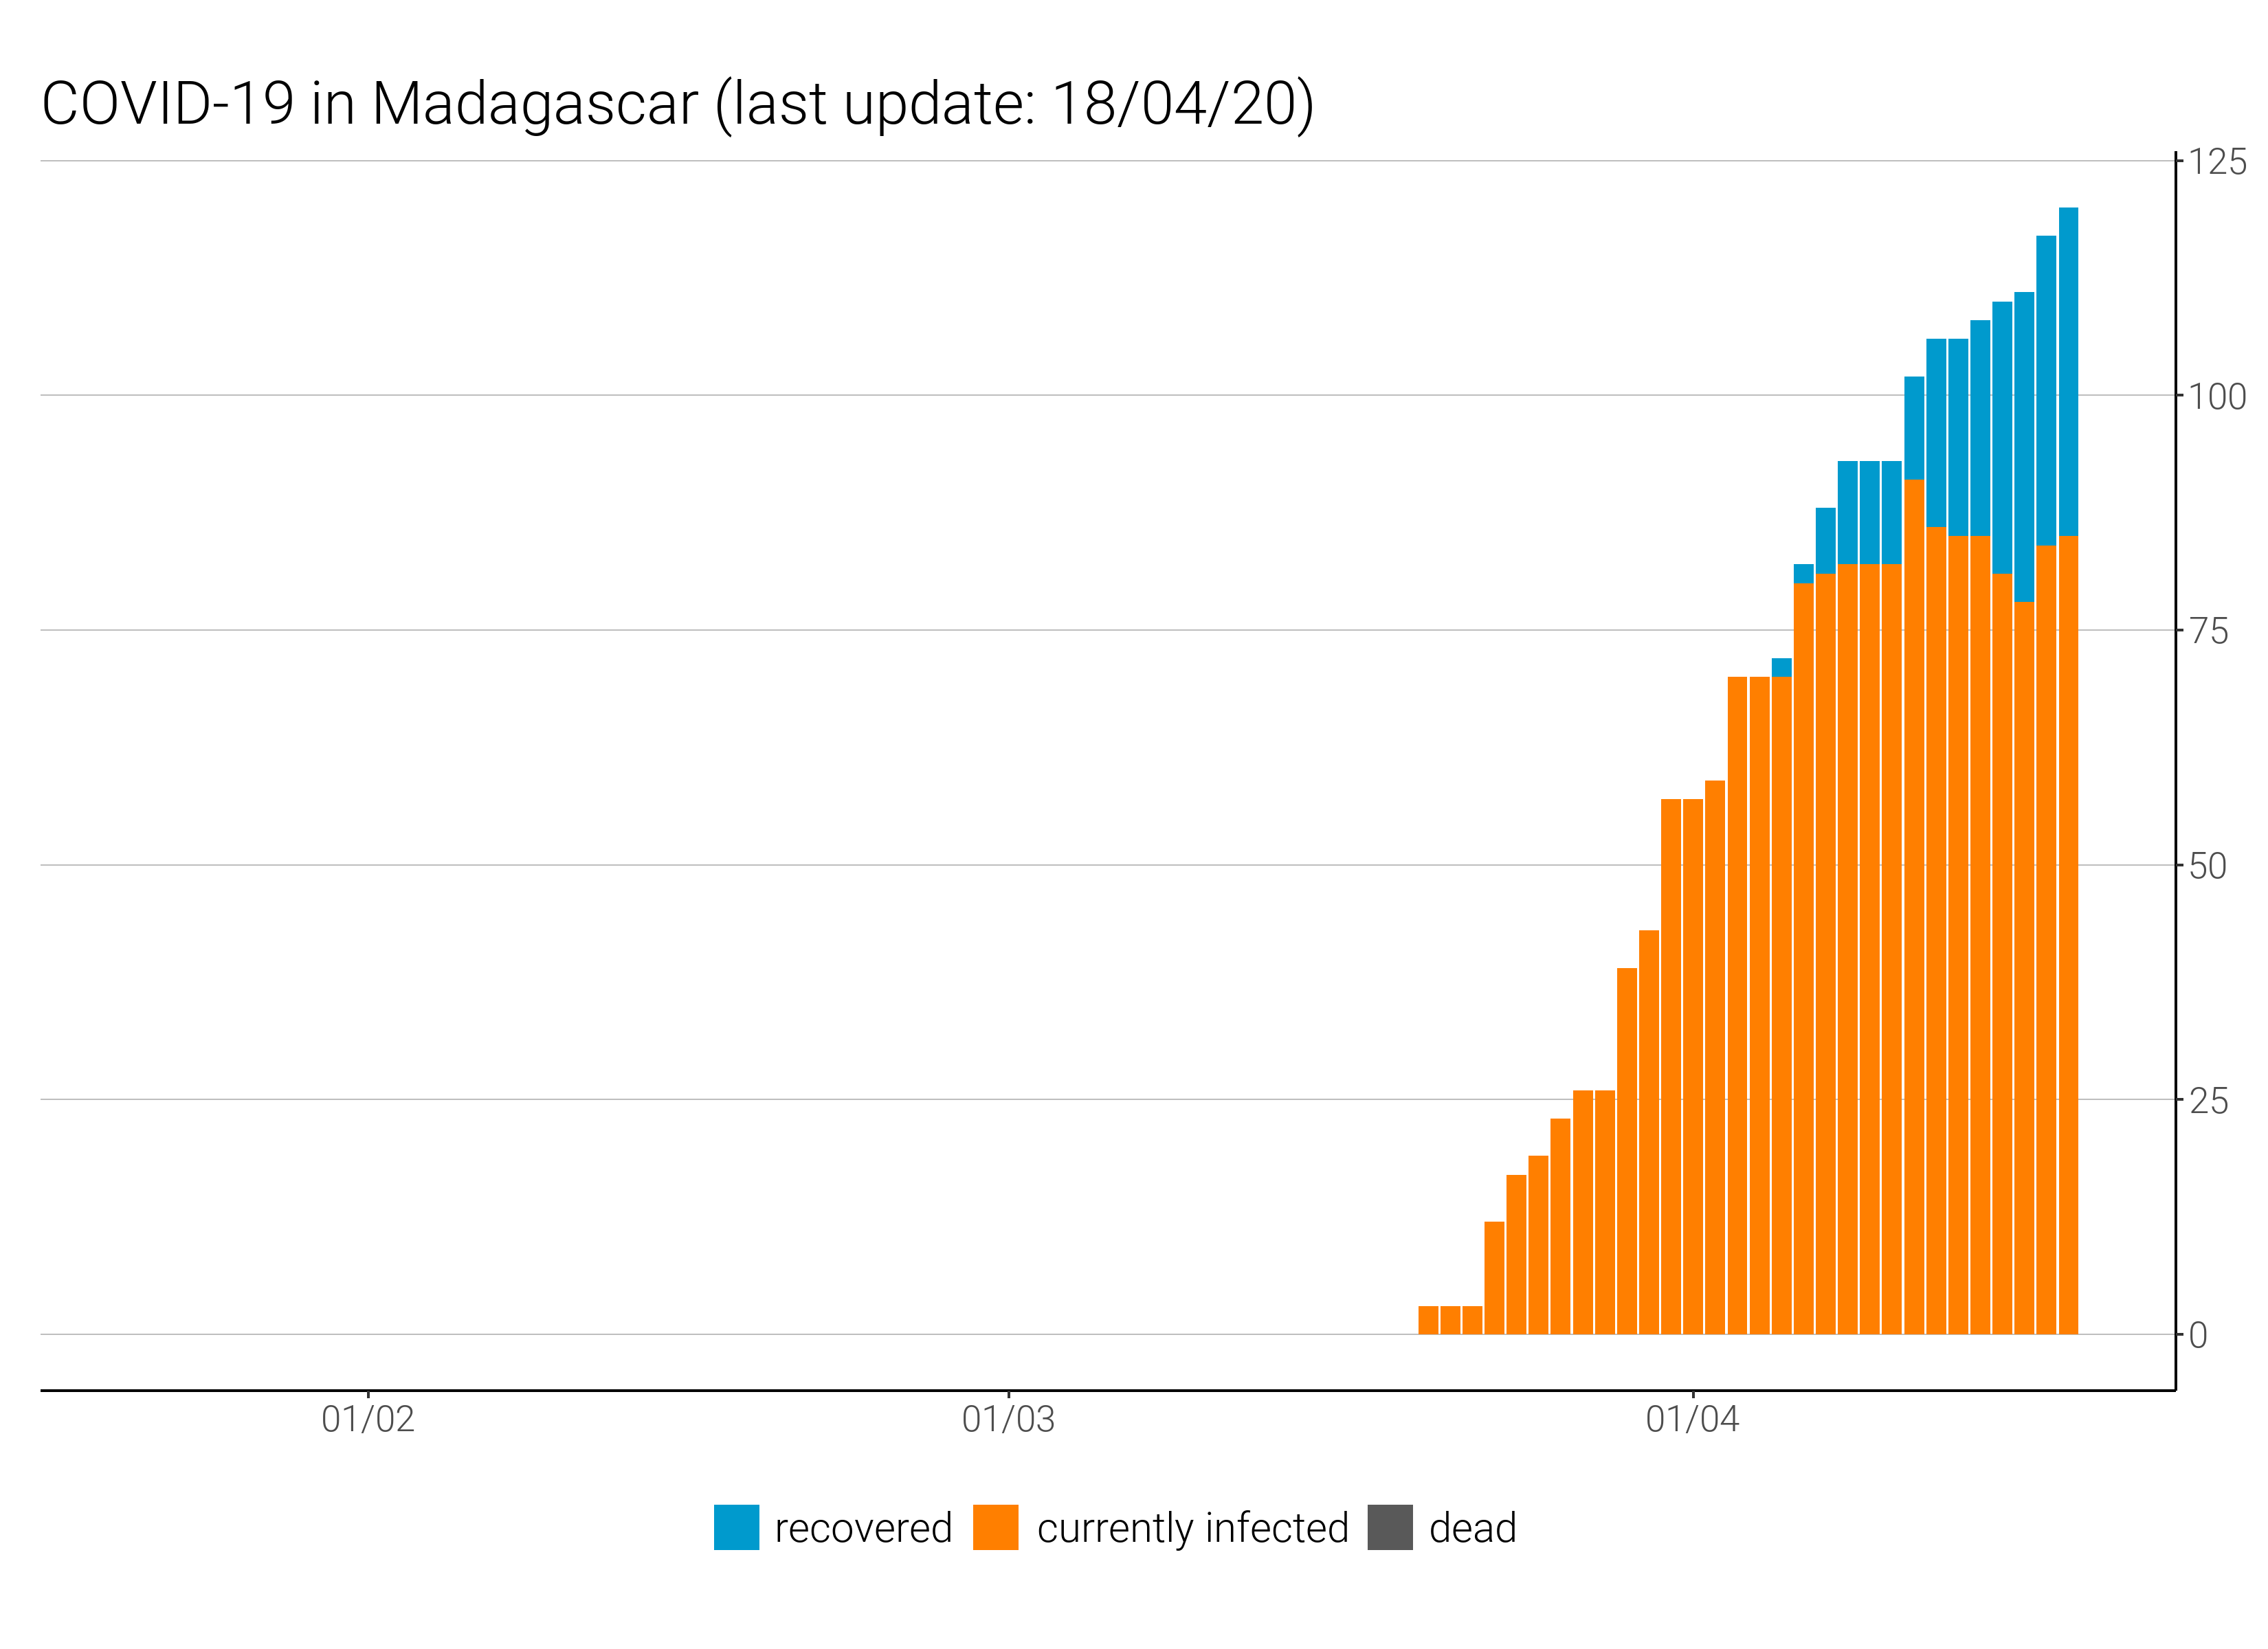 COVID-19 in Madagascar (last update: 18/04/20)
125
100
75
50
25
0
01/02 01/03 01/04
recovered currently infected dead